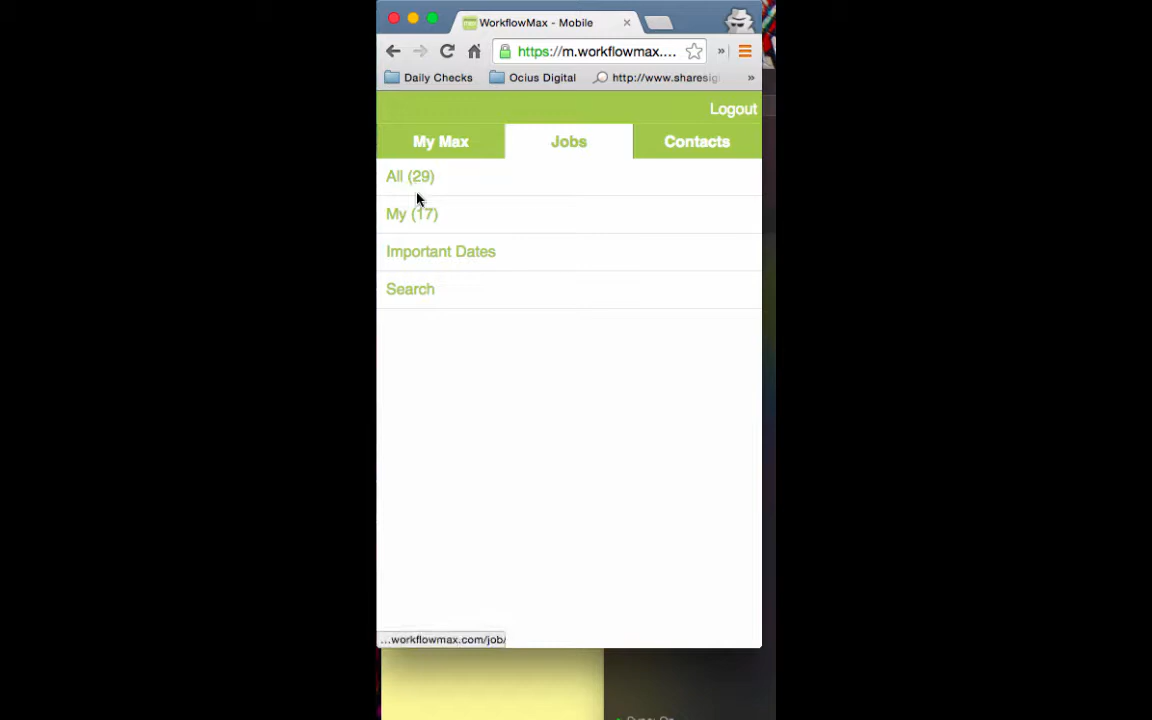 WorkflowMax - Mobile
https://m.workflowmax....
Daily Checks Ocius Digital http://www.sharesig
Logout
My Max Jobs Contacts
All (29)
My (17)
Important Dates
Search
...workflowmax.com/job/